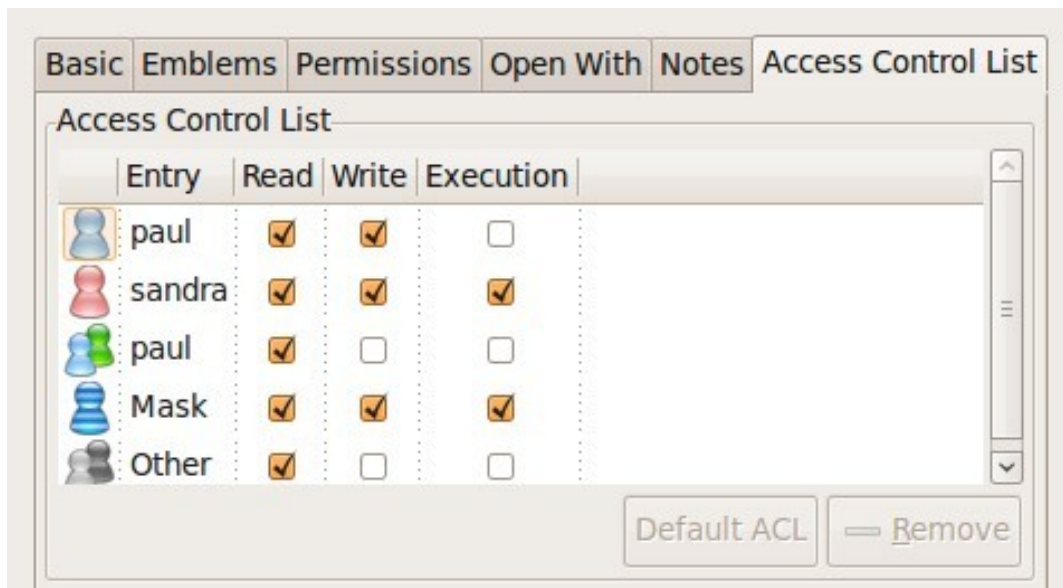 Basic Emblems Permissions Open With Notes Access Control List
Access Control List
Entry Read Write Execution
paul
sandra
paul
Mask
Other
Default ACL Remove